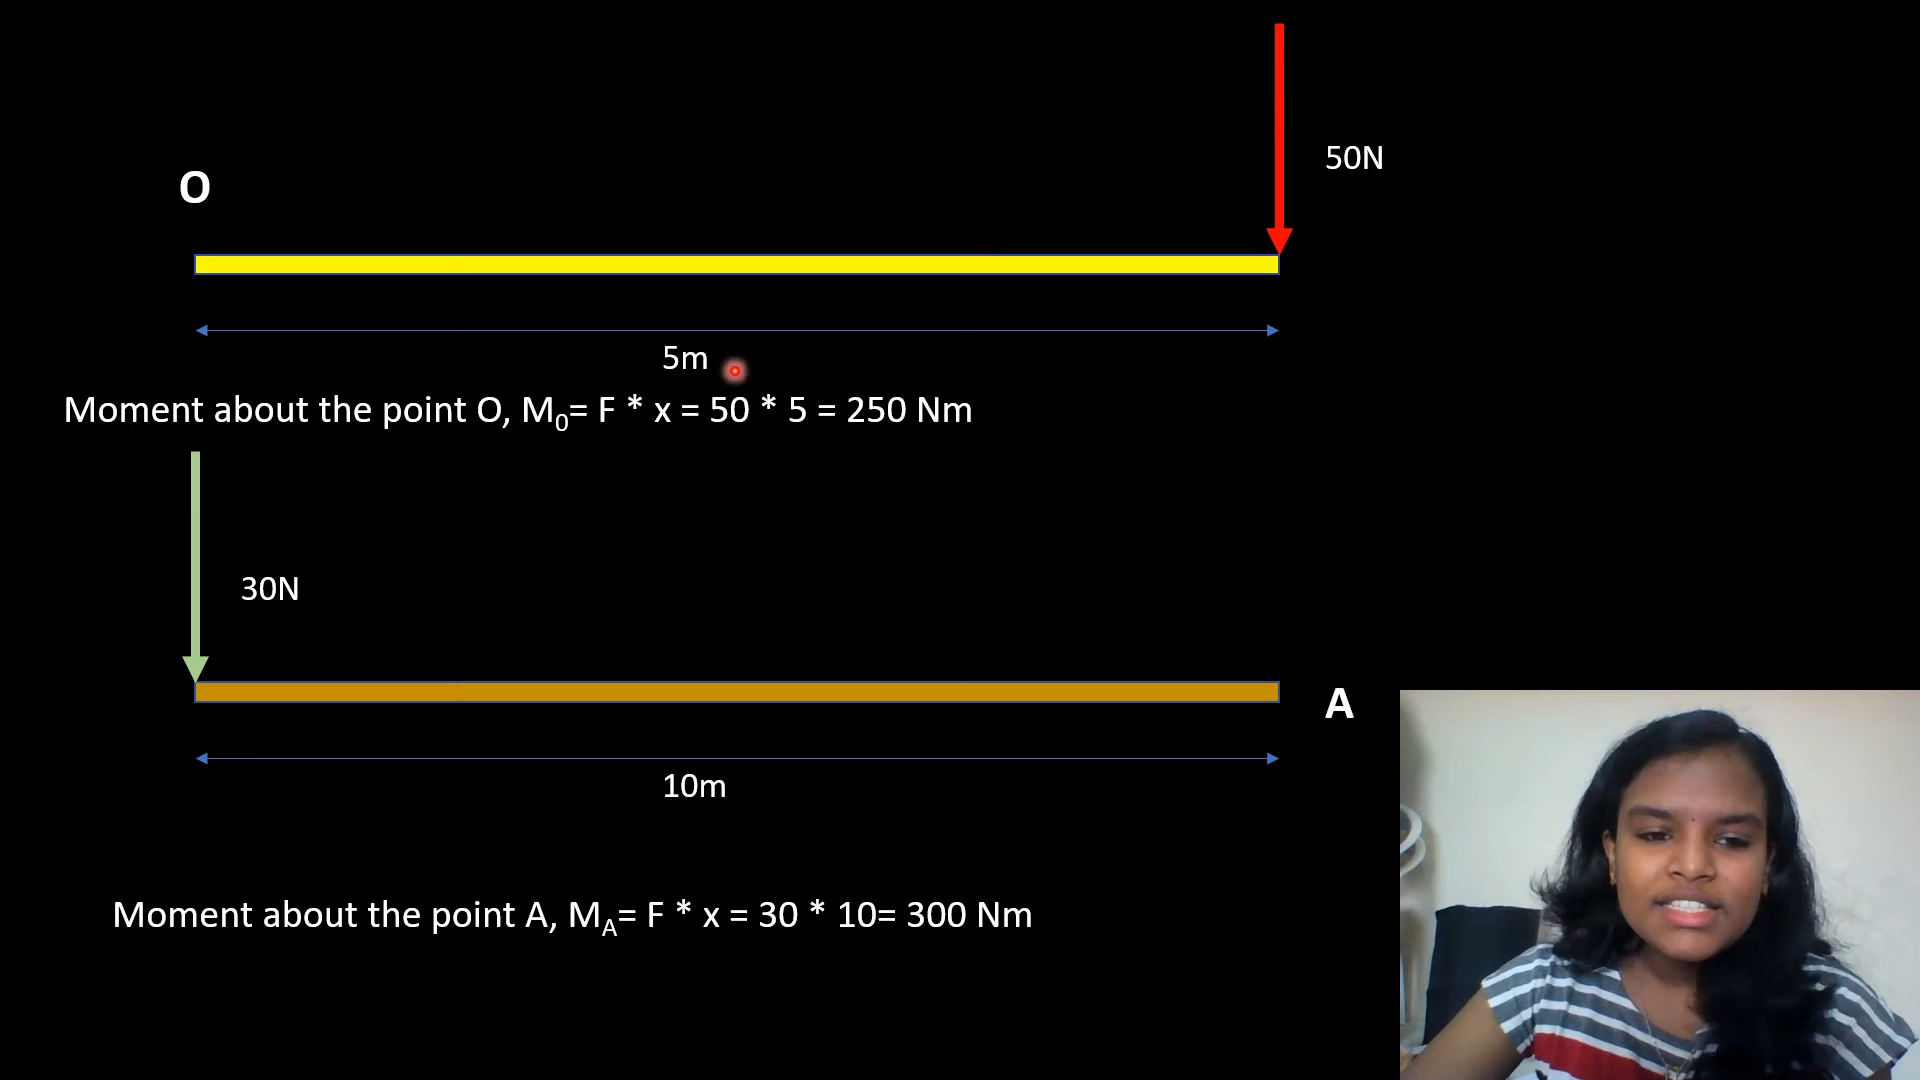 50N
O
5m
Moment about the point O, M₀= F * x = 50 * 5 = 250 Nm
30N
A
10m
Moment about the point A, M_A= F * x = 30 * 10= 300 Nm